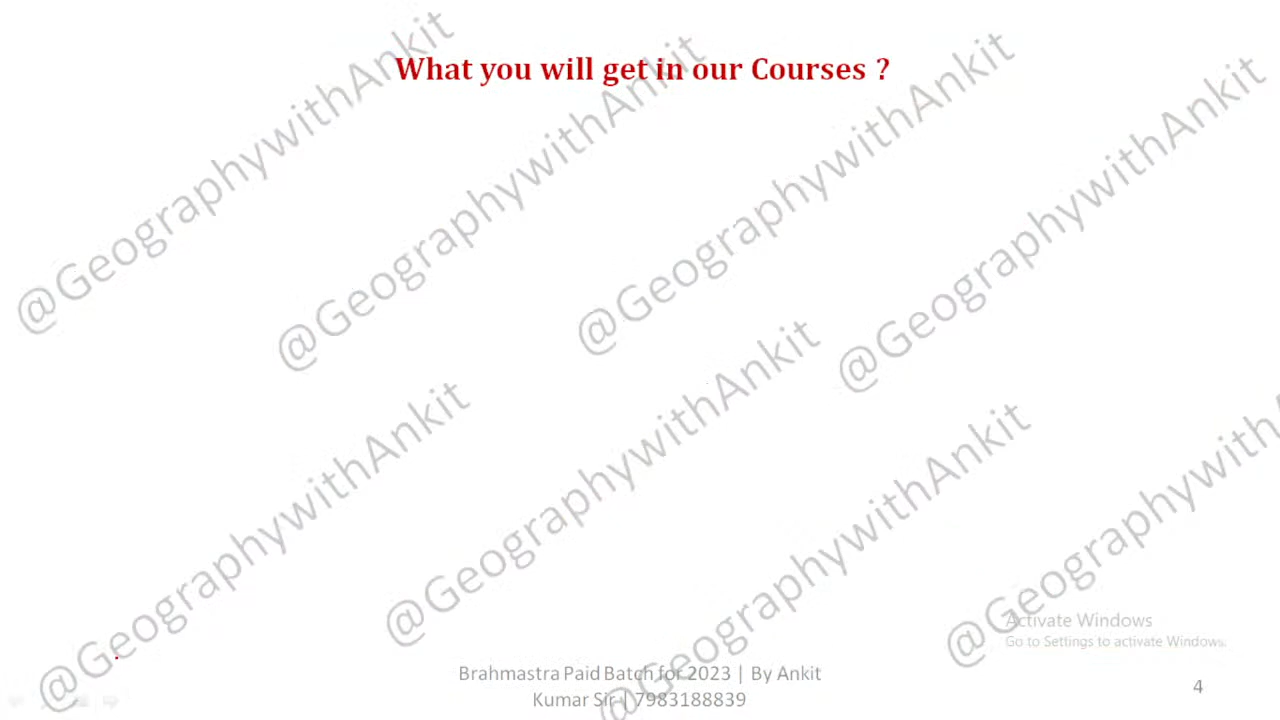 What you will get in our Courses ?
@GeographywithAnkit
@GeographywithAnkit
@GeographywithAnkit
@GeographywithAnkit
@GeographywithAnkit
@GeographywithAnkit
@GeographywithAnkit
@GeographywithAnkit
Activate Windows
Go to Settings to activate Windows.
Brahmastra Paid Batch for 2023 | By Ankit
Kumar Sir | 7983188839
4